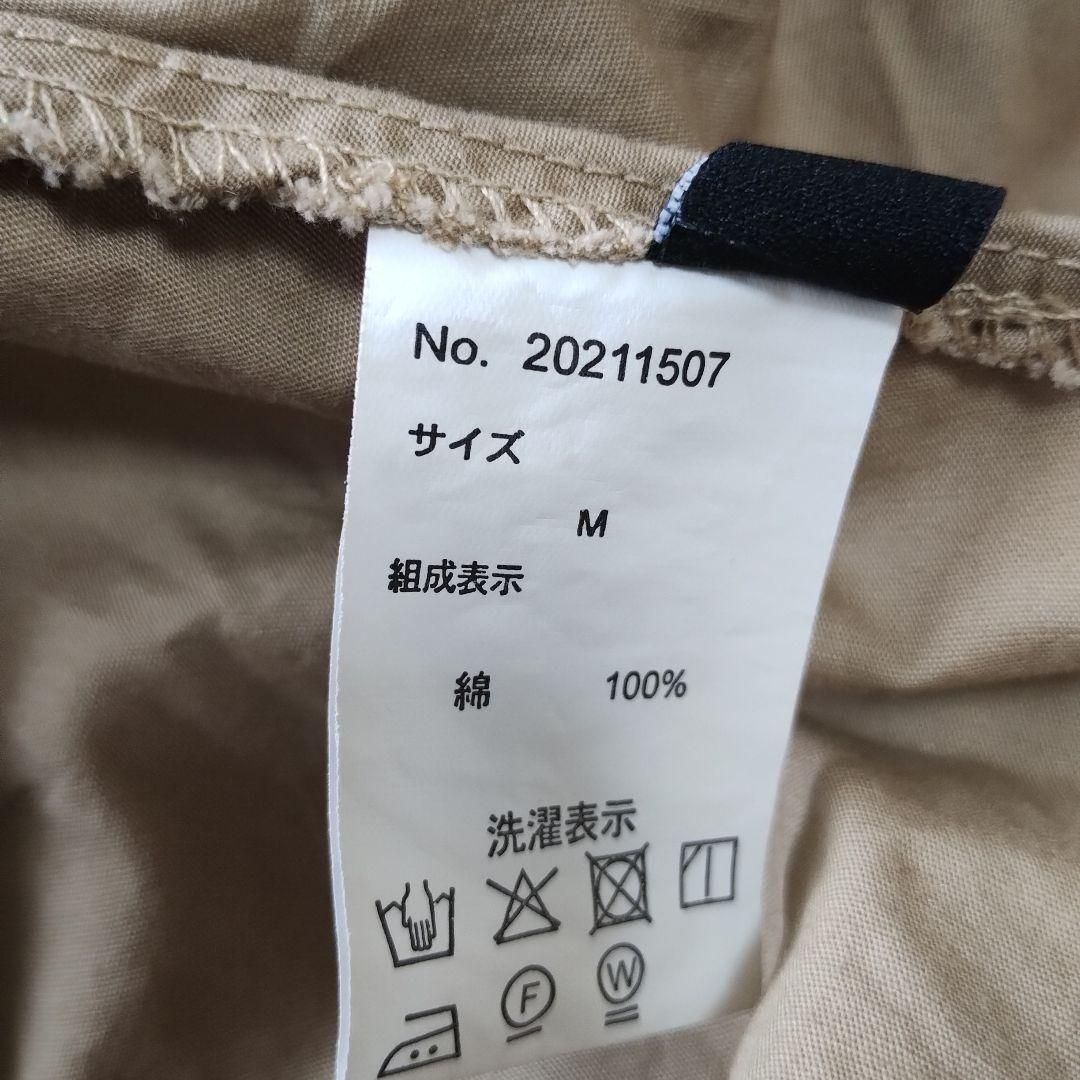 No. 20211507
サイズ
M
組成表示
綿 100%
洗濯表示
F W